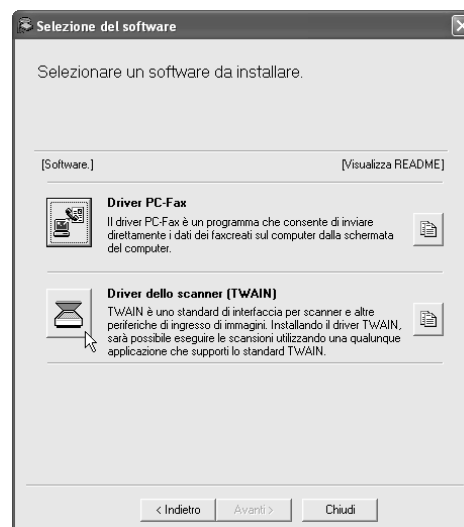 Selezione del software
Selezionare un software da installare.
[Software.] [Visualizza README]
Driver PC-Fax
Il driver PC-Fax è un programma che consente di inviare
direttamente i dati dei faxcreati sul computer dalla schermata
del computer.
Driver dello scanner (TWAIN)
TWAIN è uno standard di interfaccia per scanner e altre
periferiche di ingresso di immagini. Installando il driver TWAIN,
sarà possibile eseguire le scansioni utilizzando una qualunque
applicazione che supporti lo standard TWAIN.
< Indietro Avanti > Chiudi